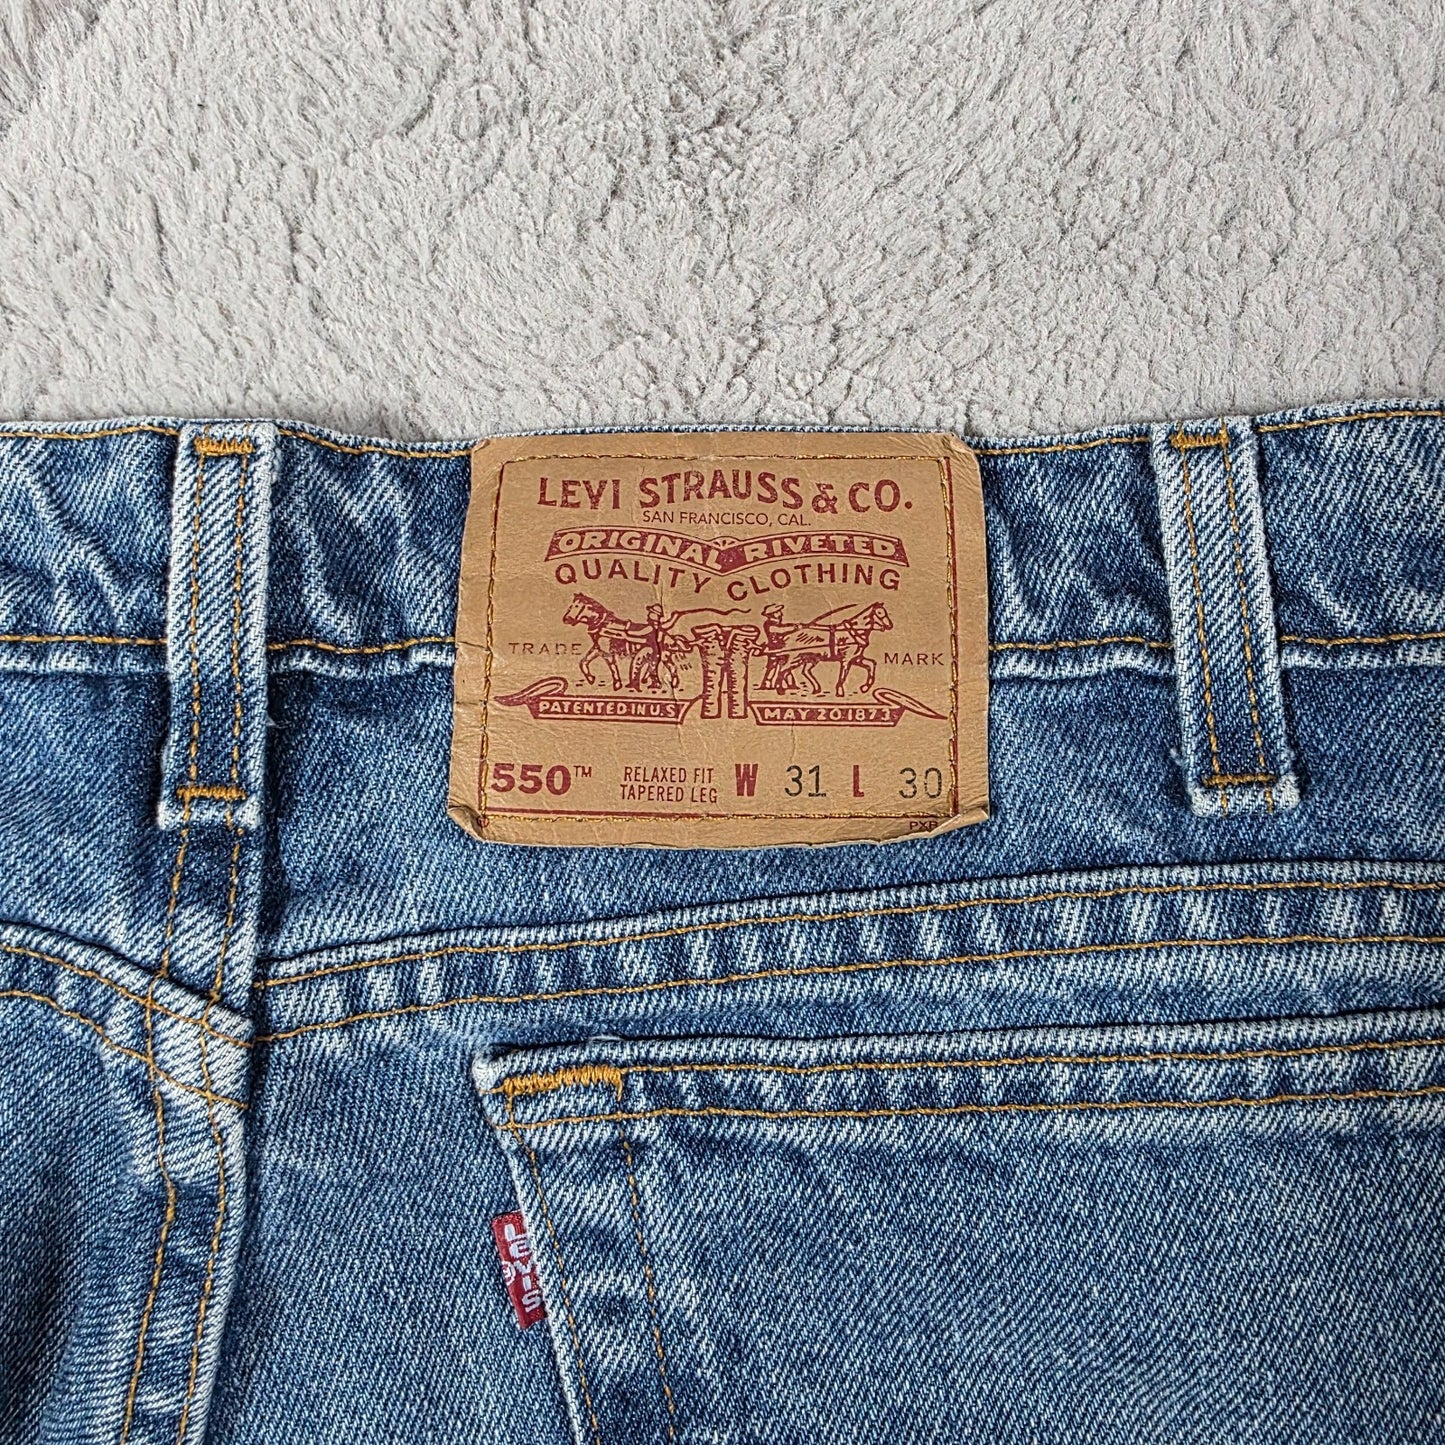 LEVI STRAUSS & CO.
SAN FRANCISCO, CAL.
ORIGINAL RIVETED
QUALITY CLOTHING
TRADE MARK
PATENTED IN U.S. MAY 20 1873
550™ RELAXED FIT TAPERED LEG W 31 L 30
LEVI'S